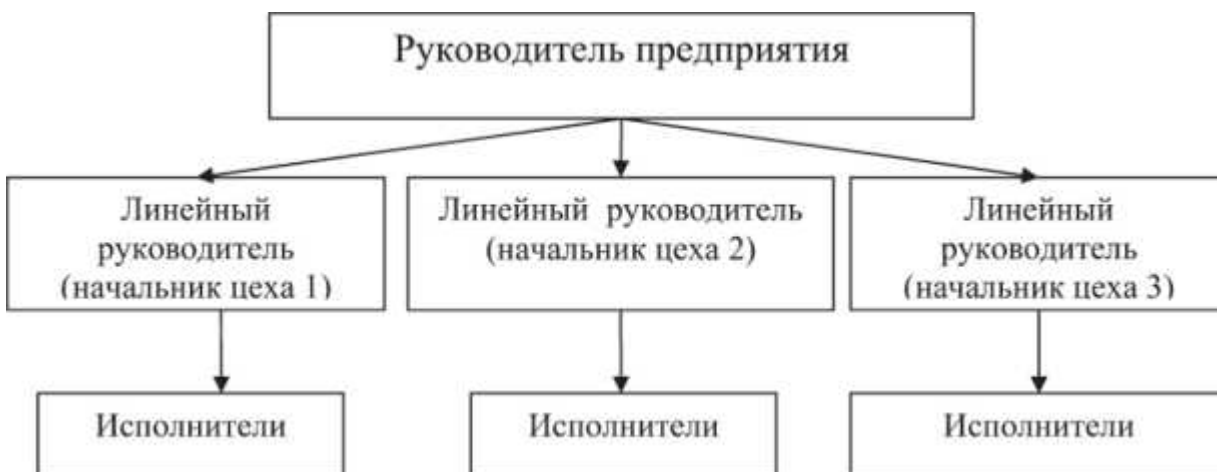 Руководитель предприятия
Линейный
руководитель
(начальник цеха 1)
Линейный руководитель
(начальник цеха 2)
Линейный
руководитель
(начальник цеха 3)
Исполнители
Исполнители
Исполнители